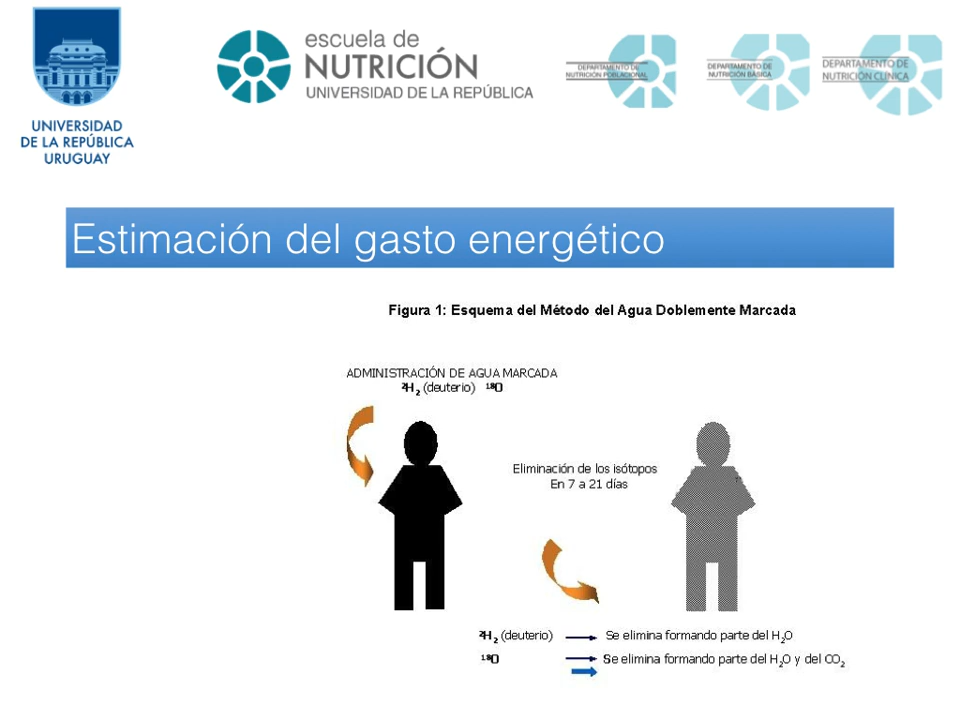 UNIVERSIDAD
DE LA REPÚBLICA
URUGUAY
escuela de
NUTRICIÓN
UNIVERSIDAD DE LA REPÚBLICA
DEPARTAMENTO DE
NUTRICIÓN POBLACIONAL
DEPARTAMENTO DE
NUTRICIÓN BÁSICA
DEPARTAMENTO DE
NUTRICIÓN CLÍNICA
Estimación del gasto energético
Figura 1: Esquema del Método del Agua Doblemente Marcada
ADMINISTRACIÓN DE AGUA MARCADA
²H₂ (deuterio) ¹⁸O
Eliminación de los isótopos
En 7 a 21 días
²H₂ (deuterio) → Se elimina formando parte del H₂O
¹⁸O → Se elimina formando parte del H₂O y del CO₂